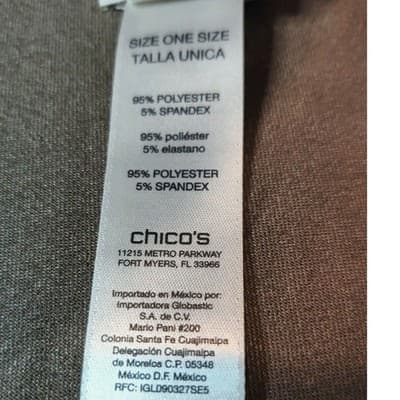 SIZE ONE SIZE
TALLA UNICA
95% POLYESTER
5% SPANDEX
95% poliéster
5% elastano
95% POLYESTER
5% SPANDEX
chico's
11215 METRO PARKWAY
FORT MYERS, FL 33966
Importado en México por:
importadora Globastic
S.A. de C.V.
Mario Pani #200
Colonia Santa Fe Cuajimalpa
Delegación Cuajimalpa
de Morelos C.P. 05348
México D.F. México
RFC: IGLD90327SE5